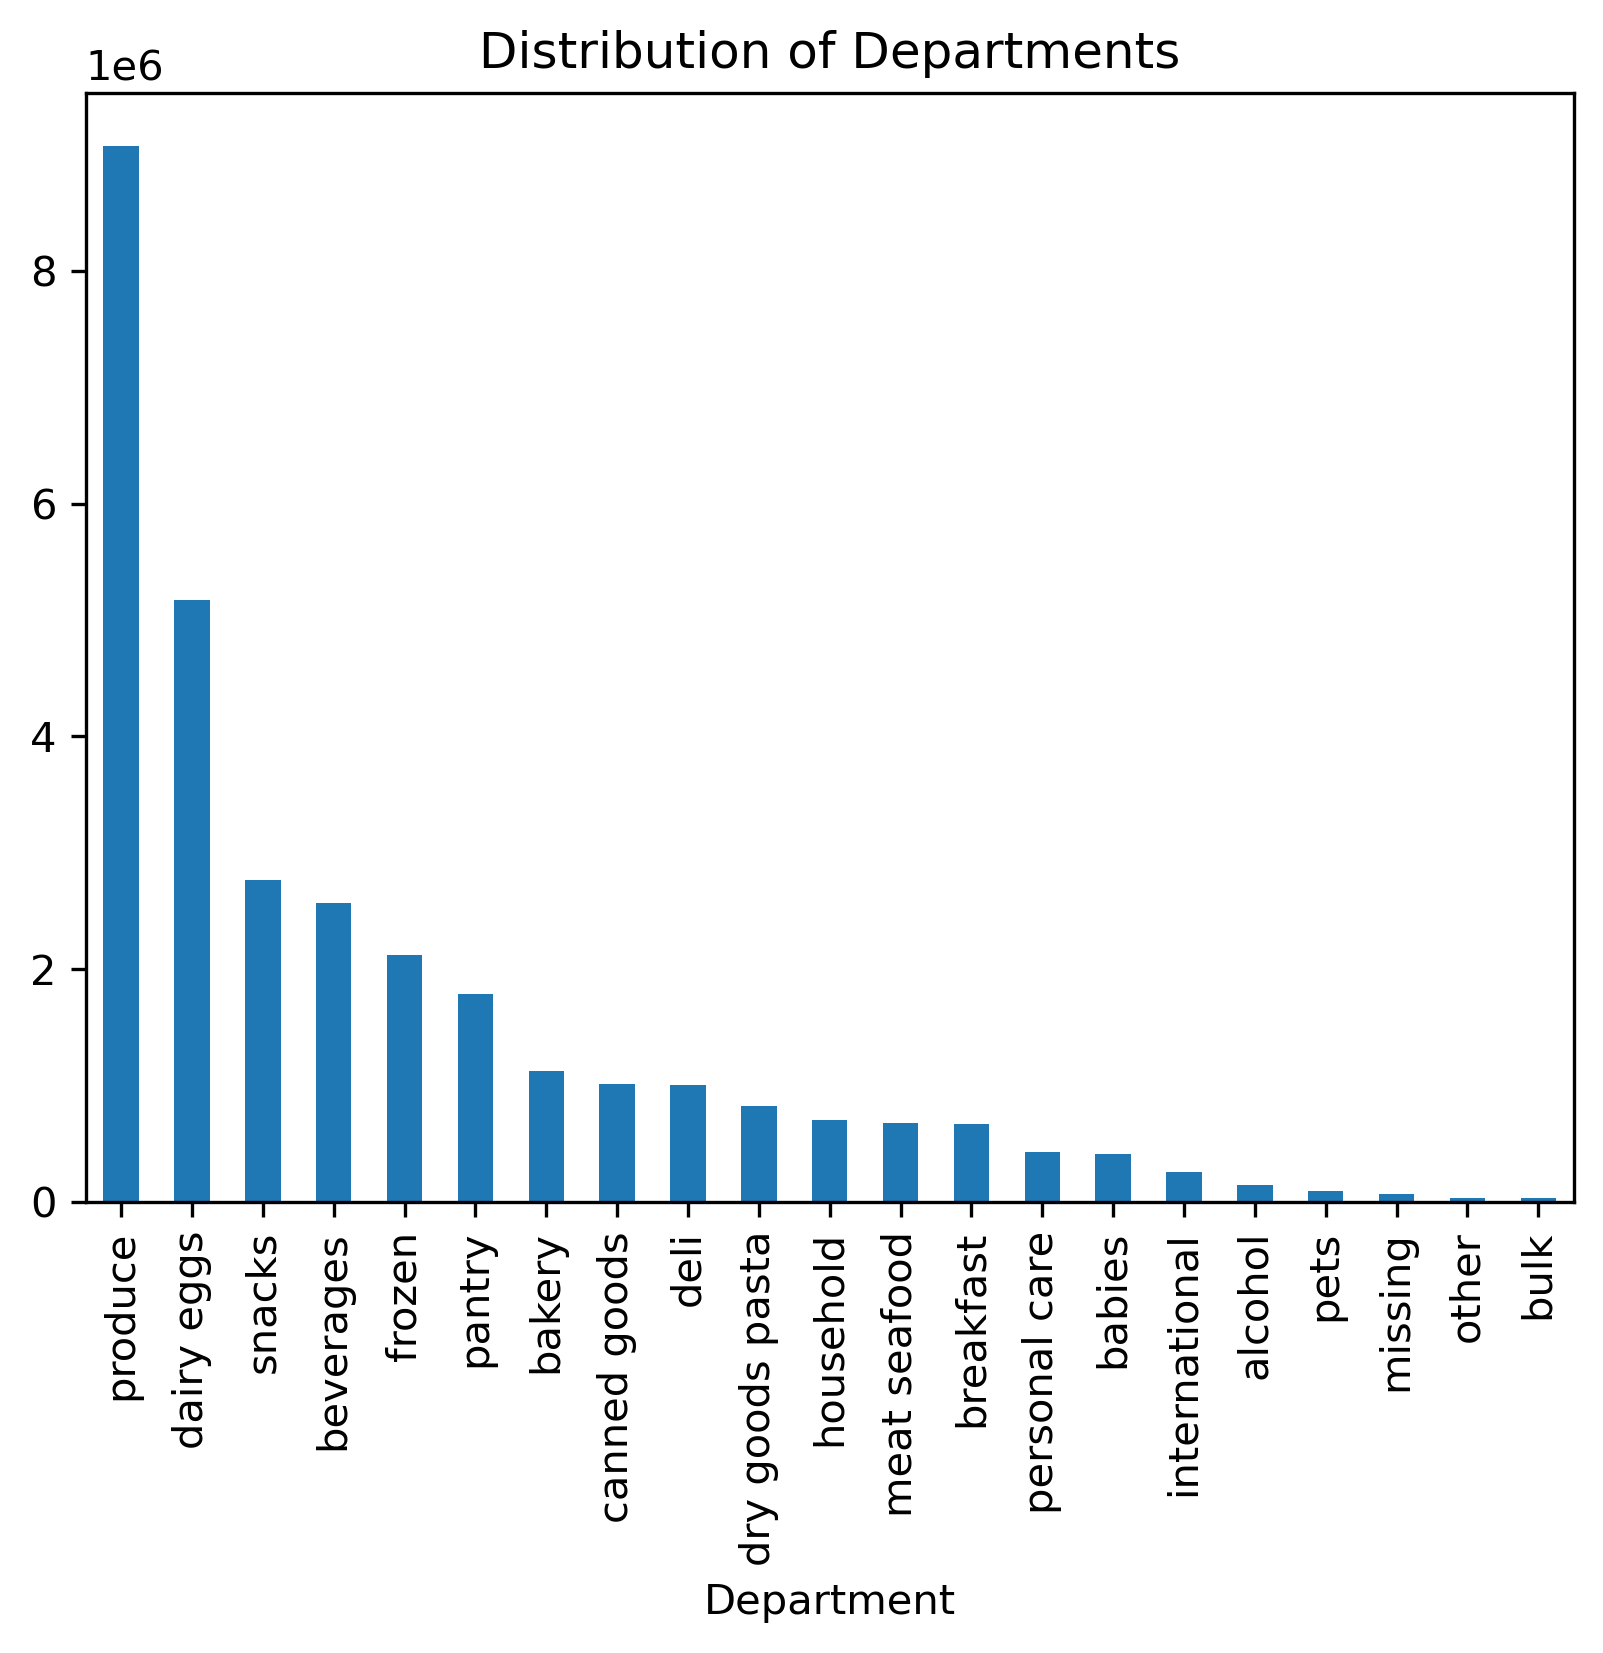 Distribution of Departments
1e6
8
6
4
2
0
produce
dairy eggs
snacks
beverages
frozen
pantry
bakery
canned goods
deli
dry goods pasta
household
meat seafood
breakfast
personal care
babies
international
alcohol
pets
missing
other
bulk
Department